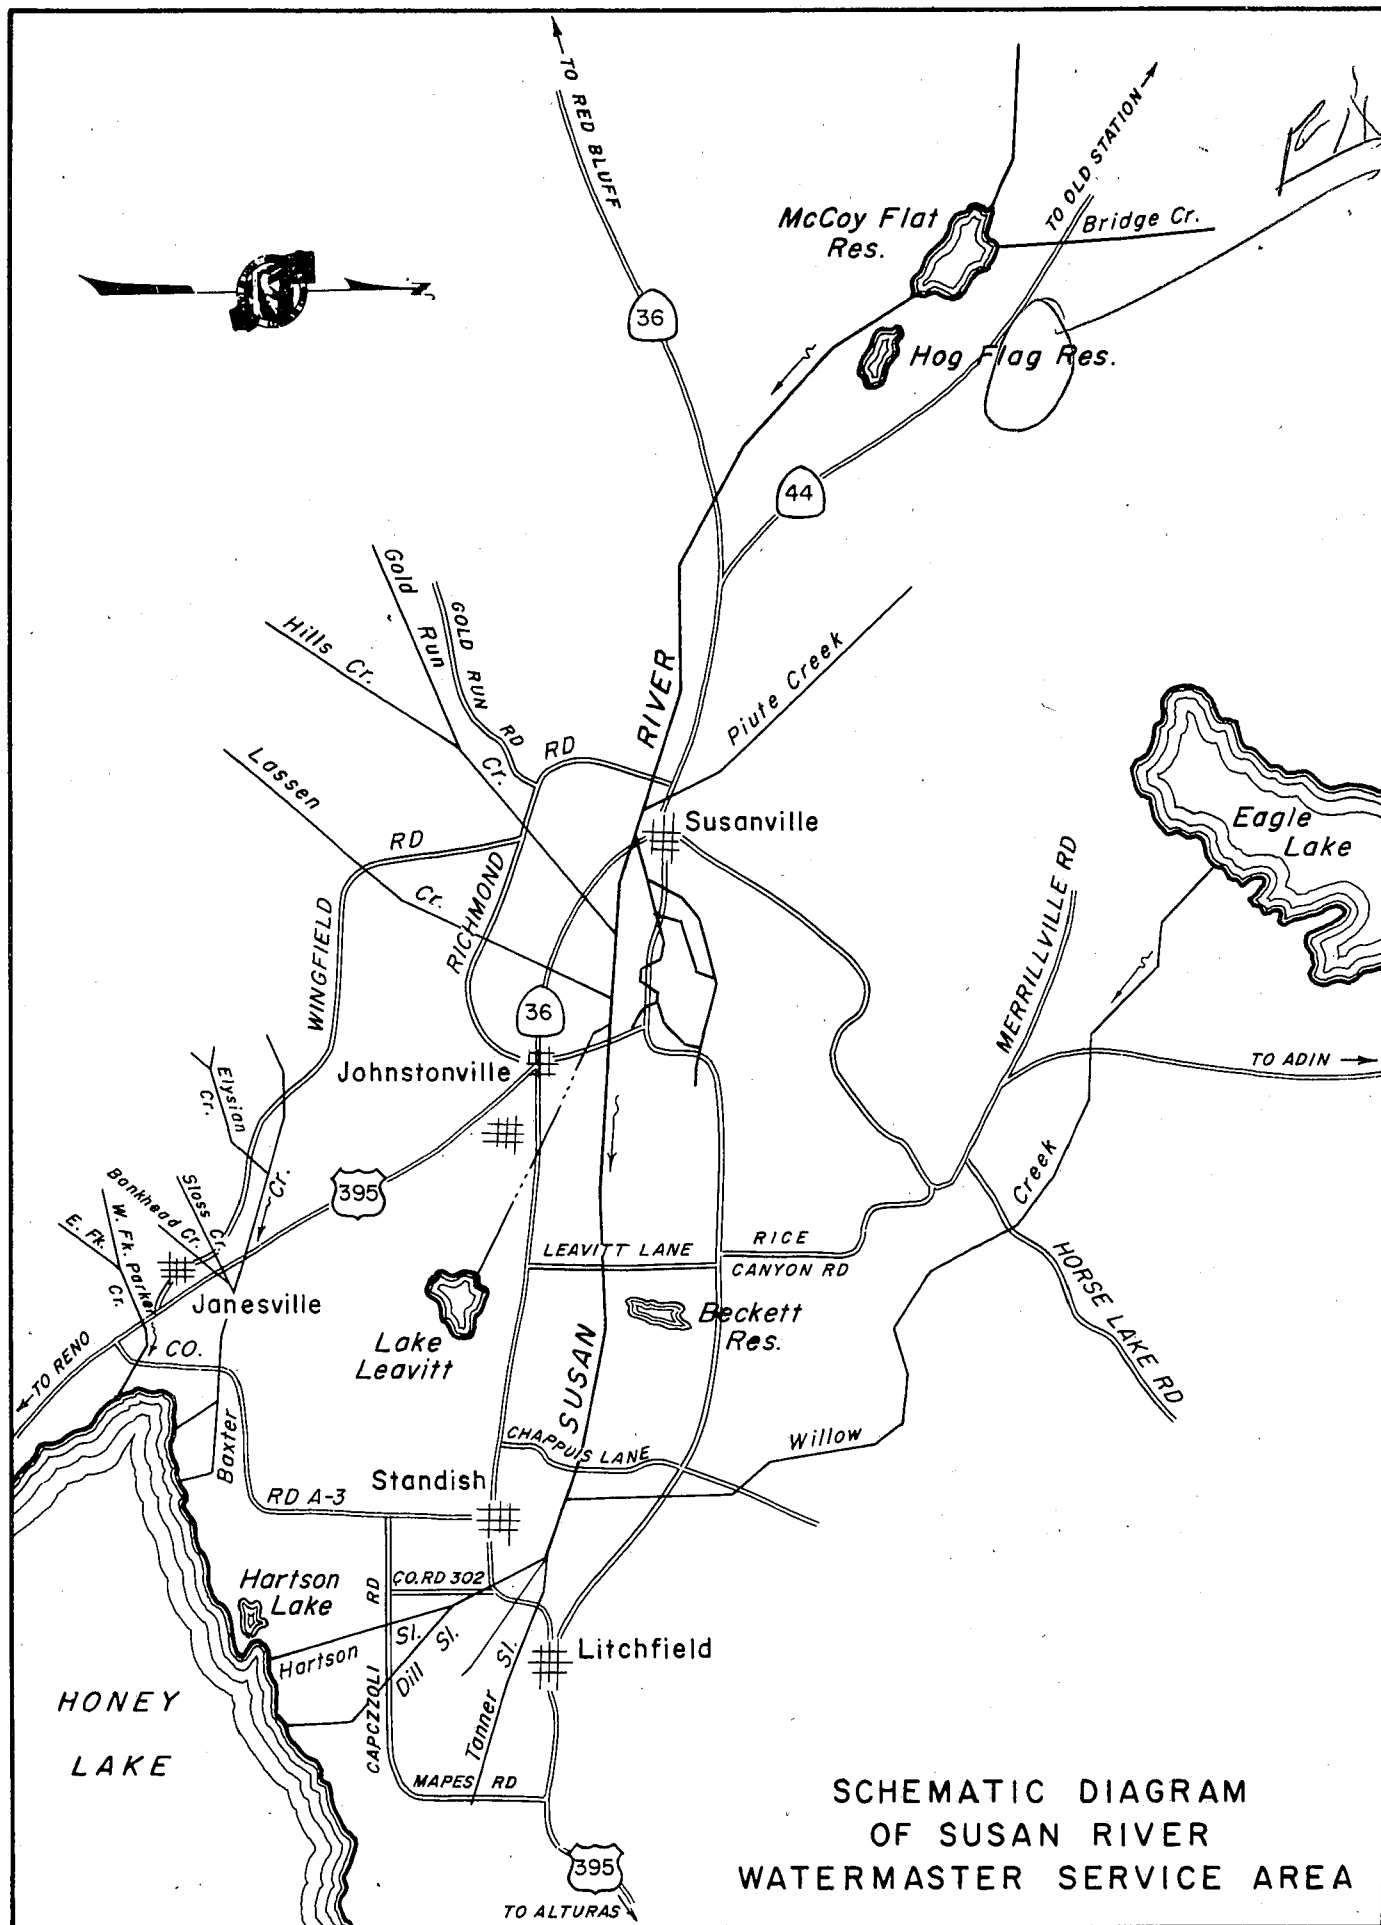 TO RED BLUFF
TO OLD STATION
McCoy Flat
Res.
Bridge Cr.
36
Hog Flag Res.
44
Gold
Run
Cr.
GOLD RUN RD
Hills Cr.
RIVER
Piute Creek
RD
Lassen
Cr.
Susanville
Eagle
Lake
RD
WINGFIELD
RICHMOND
MERRILLVILLE RD
36
Johnstonville
TO ADIN
Elysian
Cr.
Cr.
Sloss Cr.
Bankhead Cr.
W. Fk. Parker
Cr.
E. Fk.
395
Creek
LEAVITT LANE
RICE
CANYON RD
HORSE LAKE RD
Janesville
Beckett
Res.
Lake
Leavitt
TO RENO
CO.
SUSAN
Baxter
CHAPPUIS LANE
Willow
Standish
RD A-3
CO. RD 302
Hartson
Lake
RD
Sl.
Sl.
Sl.
Litchfield
Hartson
Dill
Tanner
CAPCZZOLI
HONEY
LAKE
MAPES RD
395
TO ALTURAS
SCHEMATIC DIAGRAM
OF SUSAN RIVER
WATERMASTER SERVICE AREA